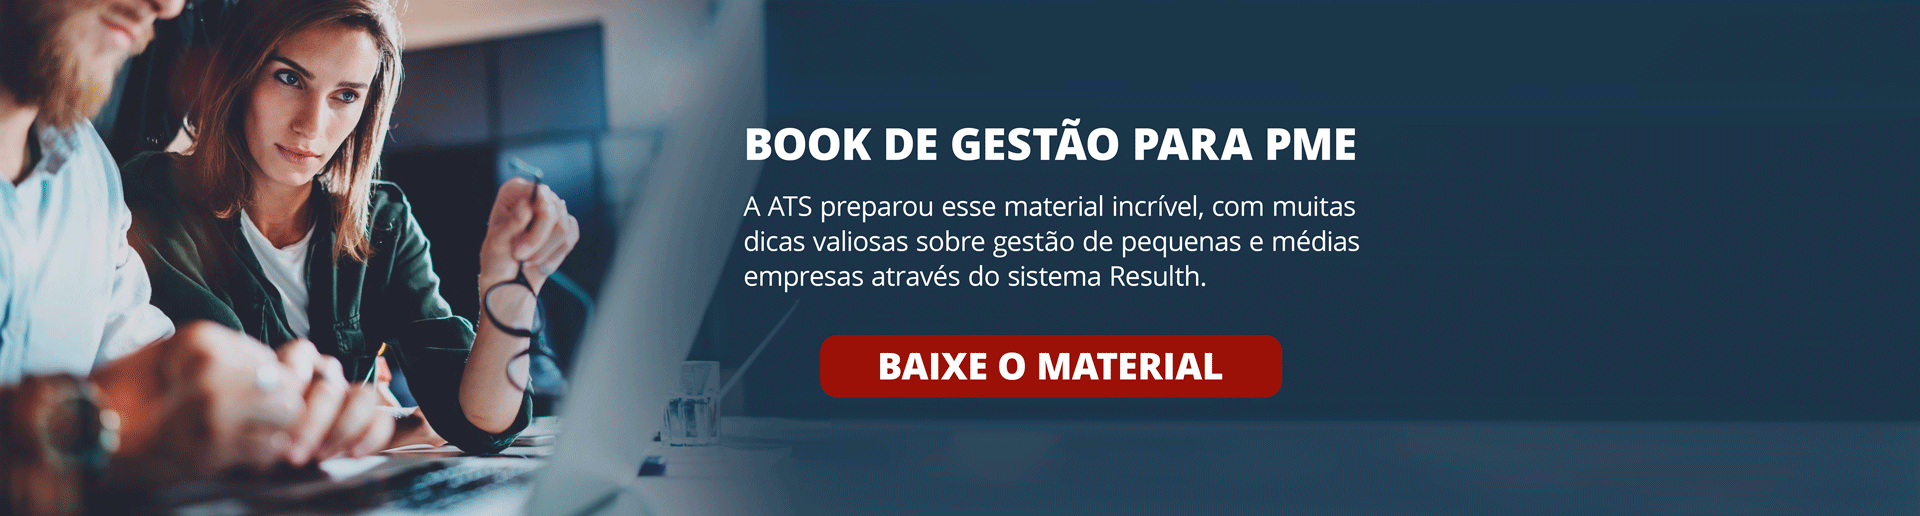 BOOK DE GESTÃO PARA PME
A ATS preparou esse material incrível, com muitas
dicas valiosas sobre gestão de pequenas e médias
empresas através do sistema Resulth.
BAIXE O MATERIAL